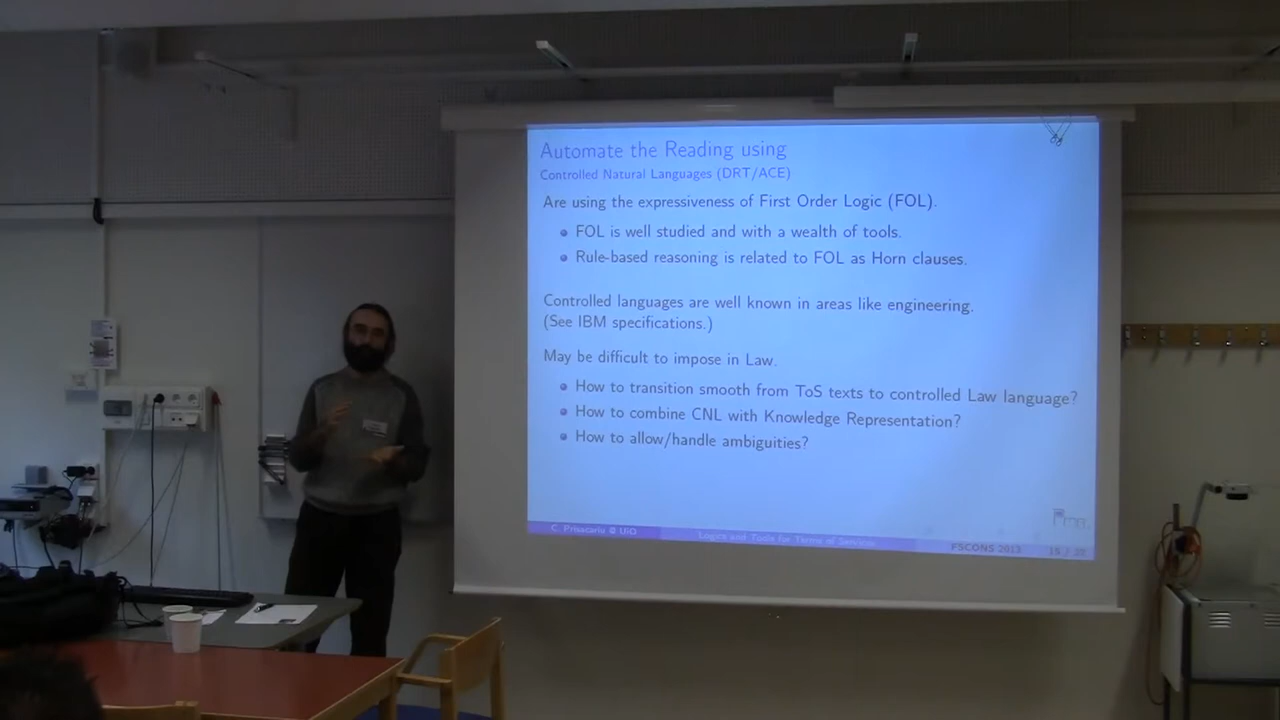 Automate the Reading using
Controlled Natural Languages (DRT/ACE)
Are using the expressiveness of First Order Logic (FOL).
FOL is well studied and with a wealth of tools.
Rule-based reasoning is related to FOL as Horn clauses.
Controlled languages are well known in areas like engineering.
(See IBM specifications.)
May be difficult to impose in Law.
How to transition smooth from ToS texts to controlled Law language?
How to combine CNL with Knowledge Representation?
How to allow/handle ambiguities?
C. Prisacariu @ UiO Logics and Tools for Terms of Services FSCONS 2013 15 /